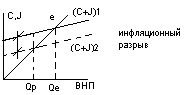 C,J
e
(C+J)1
(C+J)2
инфляционный
разрыв
Qp
Qe
ВНП